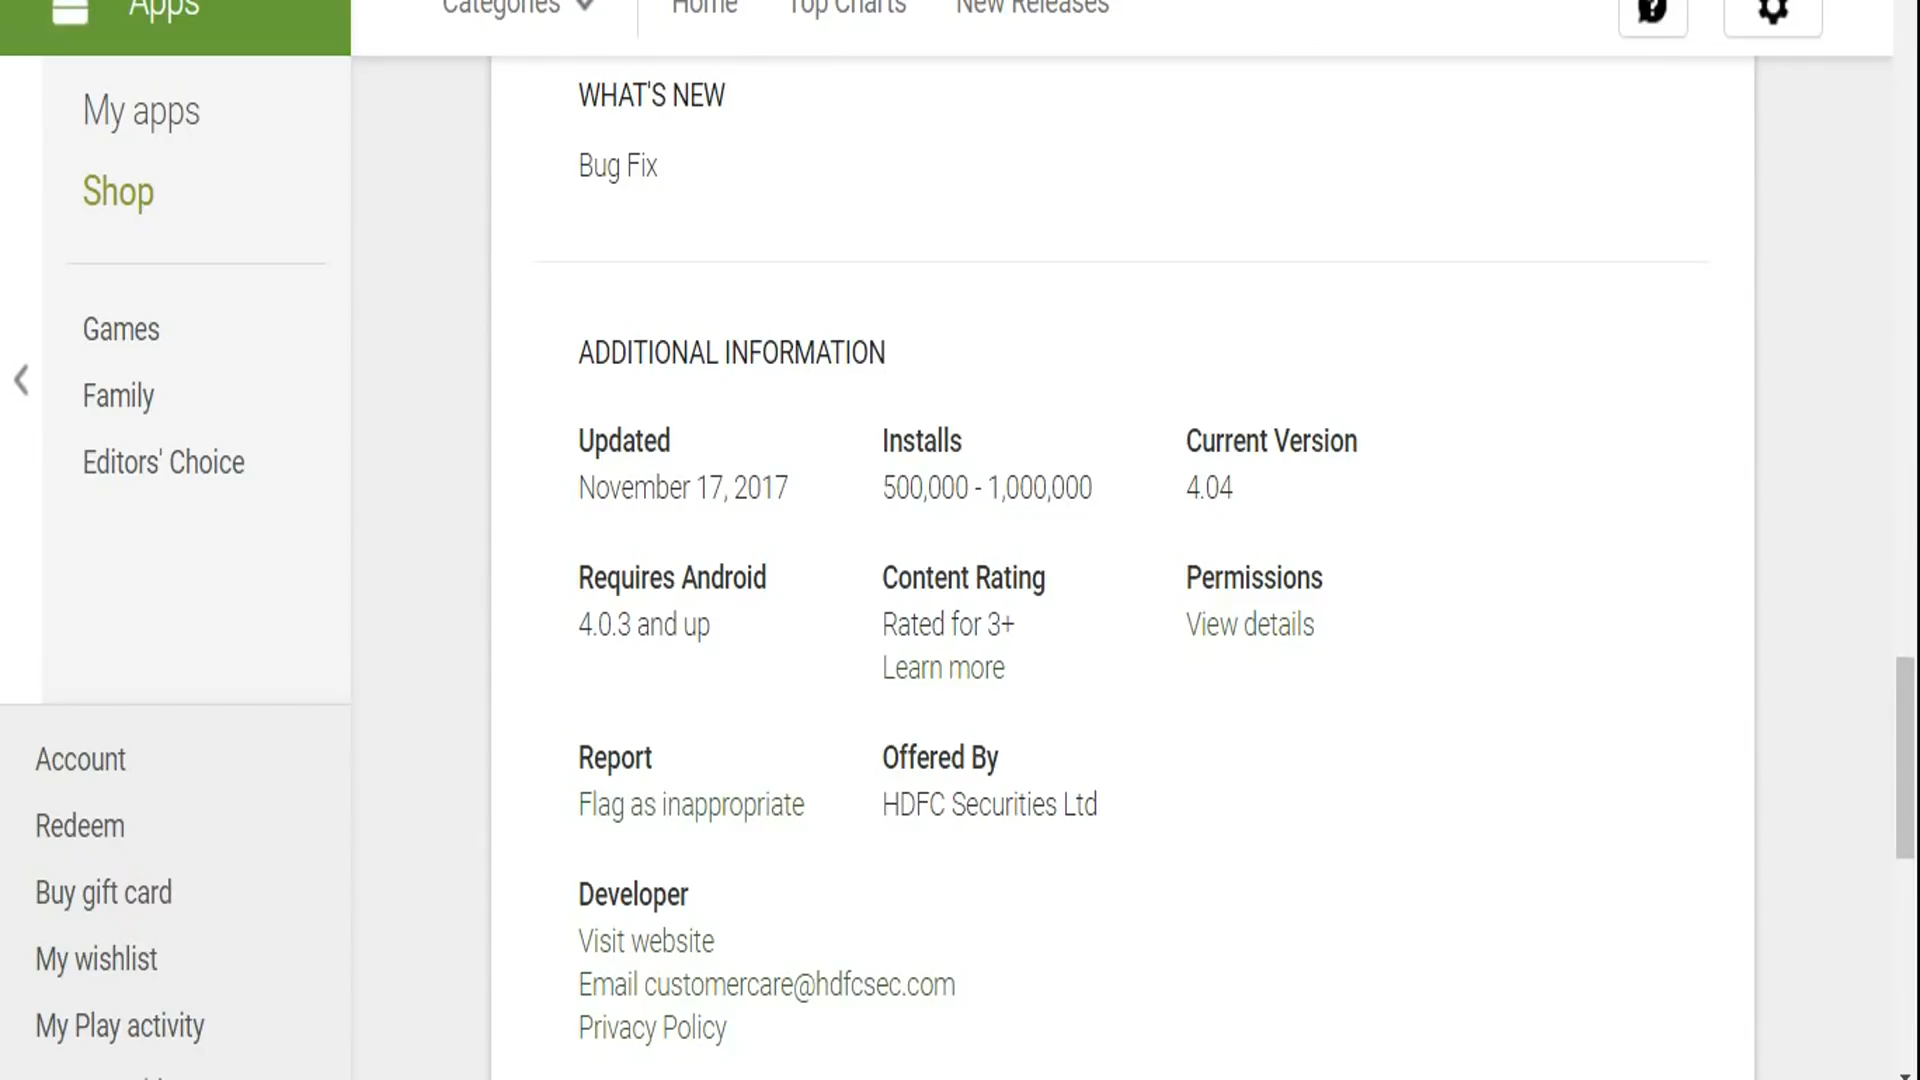 Apps
Categories
Home
Top Charts
New Releases
My apps
Shop
Games
Family
Editors' Choice
Account
Redeem
Buy gift card
My wishlist
My Play activity
WHAT'S NEW
Bug Fix
ADDITIONAL INFORMATION
Updated
November 17, 2017
Installs
500,000 - 1,000,000
Current Version
4.04
Requires Android
4.0.3 and up
Content Rating
Rated for 3+
Learn more
Permissions
View details
Report
Flag as inappropriate
Offered By
HDFC Securities Ltd
Developer
Visit website
Email customercare@hdfcsec.com
Privacy Policy